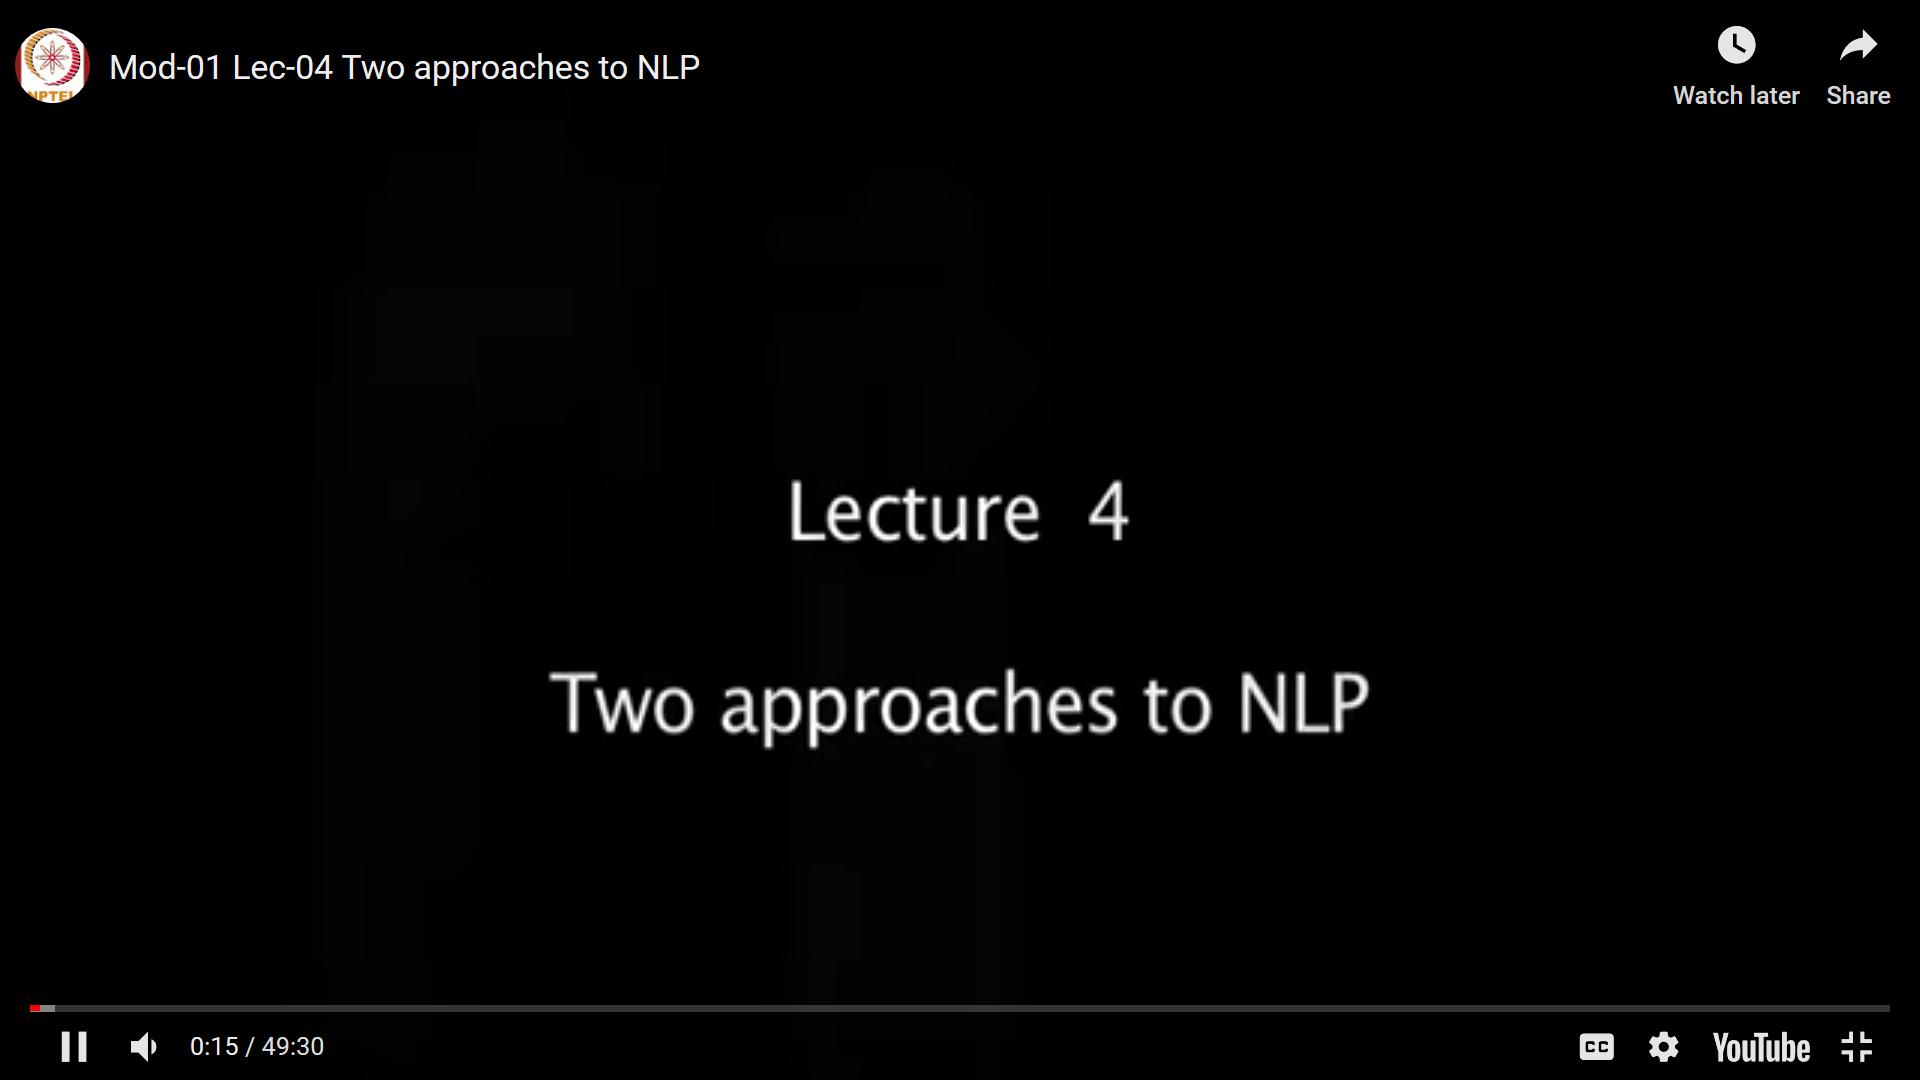 Mod-01 Lec-04 Two approaches to NLP
Watch later
Share
NPTEL
Lecture 4
Two approaches to NLP
0:15 / 49:30
CC
YouTube